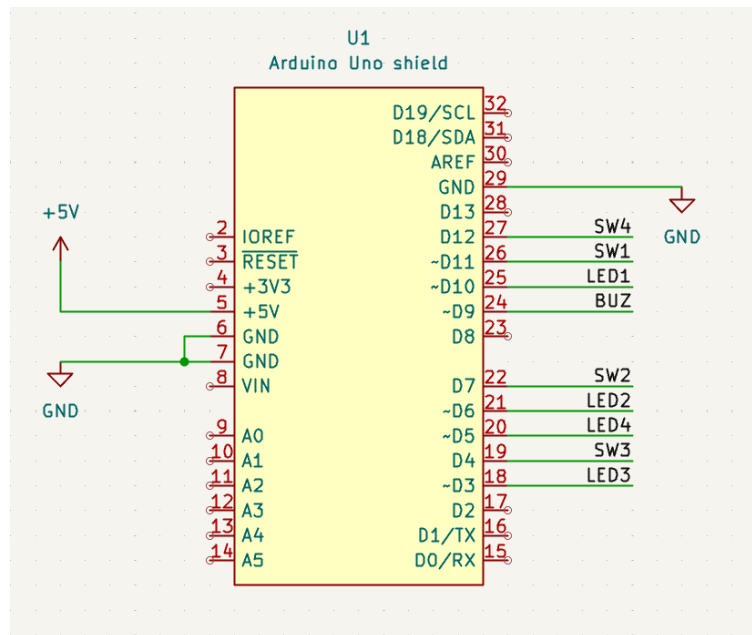 U1
Arduino Uno shield
32
D19/SCL
31
D18/SDA
30
AREF
29
GND
28
D13
+5V
2
IOREF
27
D12
SW4
GND
3
RESET
26
~D11
SW1
4
+3V3
25
~D10
LED1
5
+5V
24
~D9
BUZ
6
GND
23
D8
7
GND
8
VIN
22
D7
SW2
GND
21
~D6
LED2
9
A0
20
~D5
LED4
10
A1
19
D4
SW3
11
A2
18
~D3
LED3
12
A3
17
D2
13
A4
16
D1/TX
14
A5
15
D0/RX